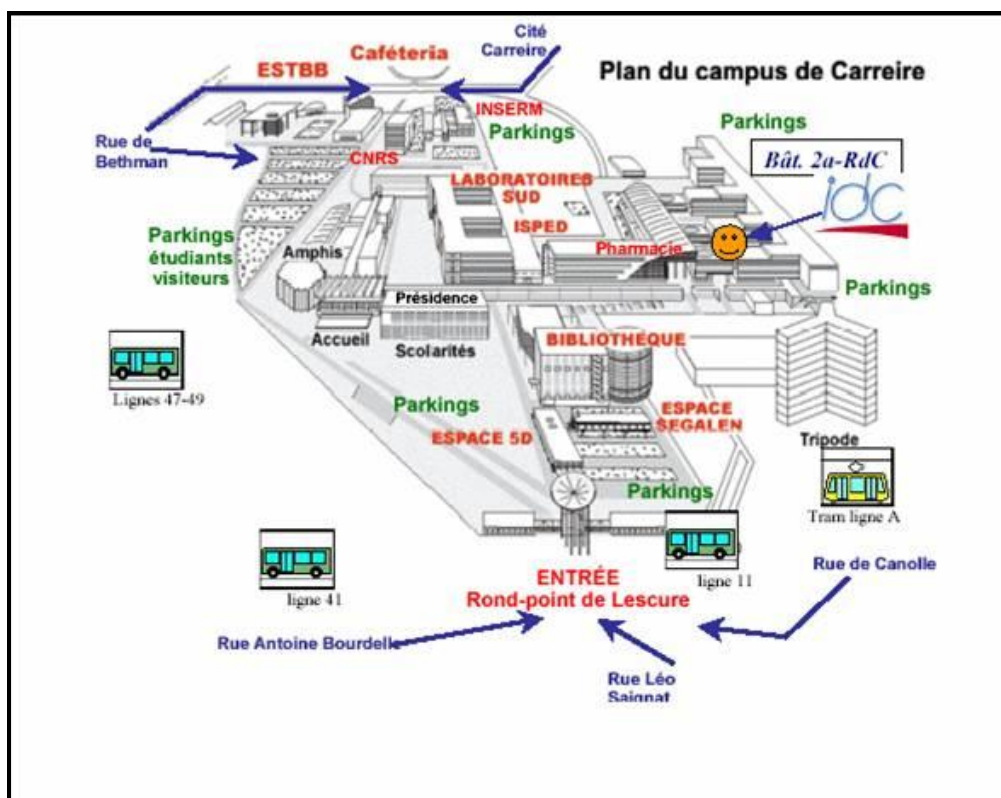 Cité
Carreire
Caféteria
ESTBB
Plan du campus de Carreire
INSERM
Parkings
Parkings
Rue de
Bethman
CNRS
Bât. 2a-RdC
idc
LABORATOIRES
SUD
ISPED
Pharmacie
Parkings
étudiants
visiteurs
Amphis
Parkings
Présidence
Accueil
Scolarités
BIBLIOTHEQUE
Lignes 47-49
Parkings
ESPACE 5D
ESPACE
SEGALEN
Tripode
Parkings
Tram ligne A
ligne 41
ligne 11
ENTRÉE
Rond-point de Lescure
Rue de Canolle
Rue Antoine Bourdelle
Rue Léo
Saignat